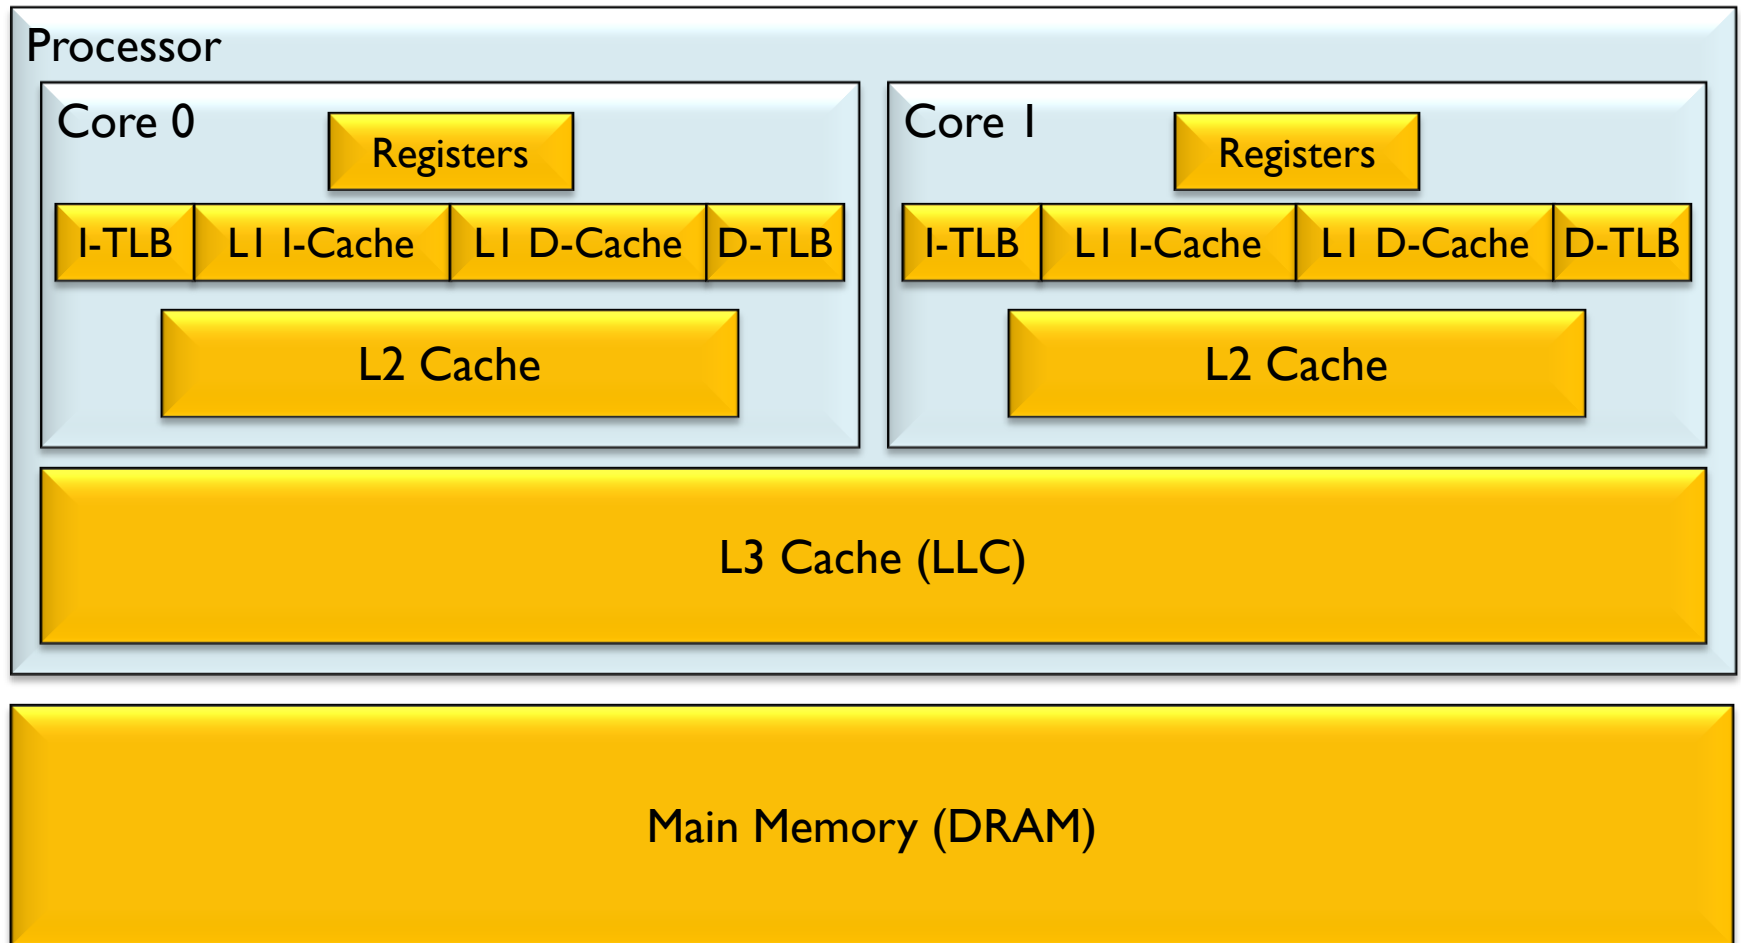 Processor
Core 0
Registers
I-TLB
L1 I-Cache
L1 D-Cache
D-TLB
L2 Cache
Core 1
Registers
I-TLB
L1 I-Cache
L1 D-Cache
D-TLB
L2 Cache
L3 Cache (LLC)
Main Memory (DRAM)